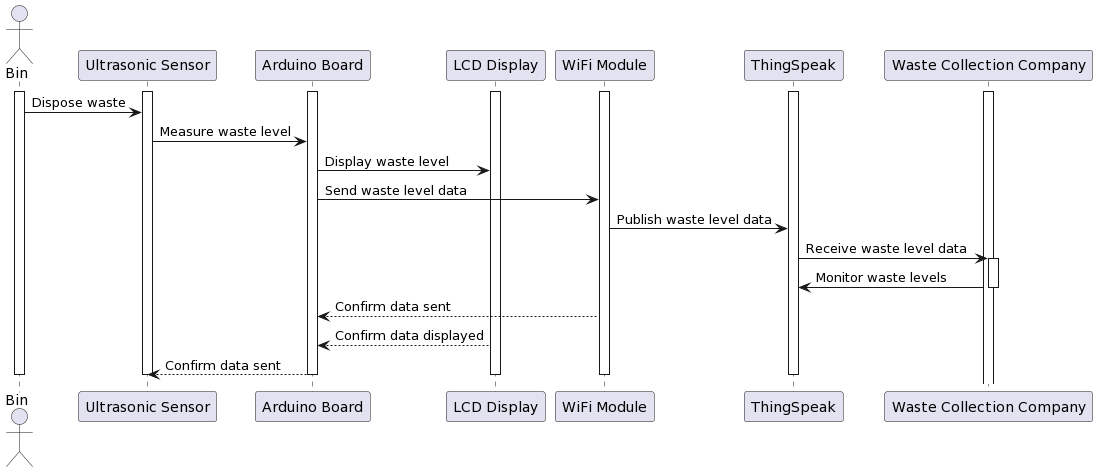 Bin
Ultrasonic Sensor
Arduino Board
LCD Display
WiFi Module
ThingSpeak
Waste Collection Company
Dispose waste
Measure waste level
Display waste level
Send waste level data
Publish waste level data
Receive waste level data
Monitor waste levels
Confirm data sent
Confirm data displayed
Confirm data sent
Bin
Ultrasonic Sensor
Arduino Board
LCD Display
WiFi Module
ThingSpeak
Waste Collection Company